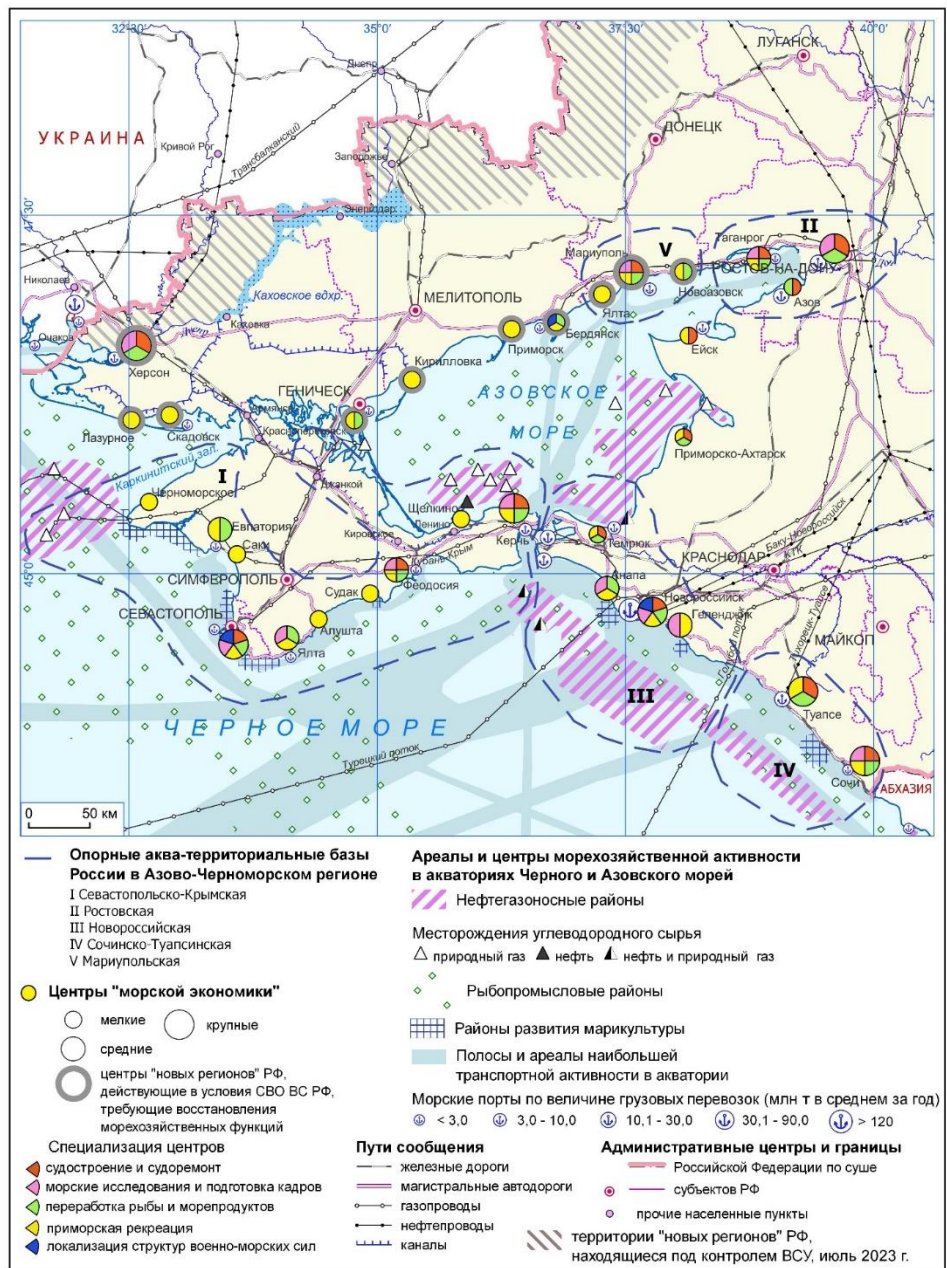 32°30'
35°0'
37°30'
40°0'
ЛУГАНСК
Днепр
УКРАИНА
Кривой Рог
Трансбалканский
ДОНЕЦК
Запорожье
47°30'
47°30'
Энергодар
V
II
Мариуполь
Таганрог
РОСТОВ-НА-ДОНУ
Николаев
Каховское вдхр.
МЕЛИТОПОЛЬ
Новоазовск
Азов
Ялта
Очаков
Днепр
Каховка
Бердянск
Приморск
Ейск
Херсон
Кирилловка
АЗОВСКОЕ
МОРЕ
ГЕНИЧЕСК
Армянск
Красноперекопск
Лазурное
Скадовск
Приморско-Ахтарск
Каркинитский зал.
I
Джанкой
Черноморское
Щелкино
Ленино
Евпатория
Кировское
Керчь
Темрюк
Баку-Новороссийск
КТК
Саки
Кубань-Крым
КРАСНОДАР
45°0'
45°0'
СИМФЕРОПОЛЬ
Феодосия
Анапа
Судак
Новороссийск
СЕВАСТОПОЛЬ
Алушта
Геленджик
МАЙКОП
Ялта
Голубой поток
Тихорецк-Туапсе
III
Туапсе
ЧЕРНОЕ МОРЕ
Турецкий поток
IV
Сочи
АБХАЗИЯ
0 50 км
Опорные аква-территориальные базы
России в Азово-Черноморском регионе
I Севастопольско-Крымская
II Ростовская
III Новороссийская
IV Сочинско-Туапсинская
V Мариупольская
Центры "морской экономики"
мелкие
крупные
средние
центры "новых регионов" РФ,
действующие в условия СВО ВС РФ,
требующие восстановления
морехозяйственных функций
Специализация центров
судостроение и судоремонт
морские исследования и подготовка кадров
переработка рыбы и морепродуктов
приморская рекреация
локализация структур военно-морских сил
Ареалы и центры морехозяйственной активности
в акваториях Черного и Азовского морей
Нефтегазоносные районы
Месторождения углеводородного сырья
природный газ
нефть
нефть и природный газ
Рыбопромысловые районы
Районы развития марикультуры
Полосы и ареалы наибольшей
транспортной активности в акватории
Морские порты по величине грузовых перевозок (млн т в среднем за год)
< 3,0
3,0 - 10,0
10,1 - 30,0
30,1 - 90,0
> 120
Пути сообщения
железные дороги
магистральные автодороги
газопроводы
нефтепроводы
каналы
Административные центры и границы
Российской Федерации по суше
субъектов РФ
прочие населенные пункты
территории "новых регионов" РФ,
находящиеся под контролем ВСУ, июль 2023 г.